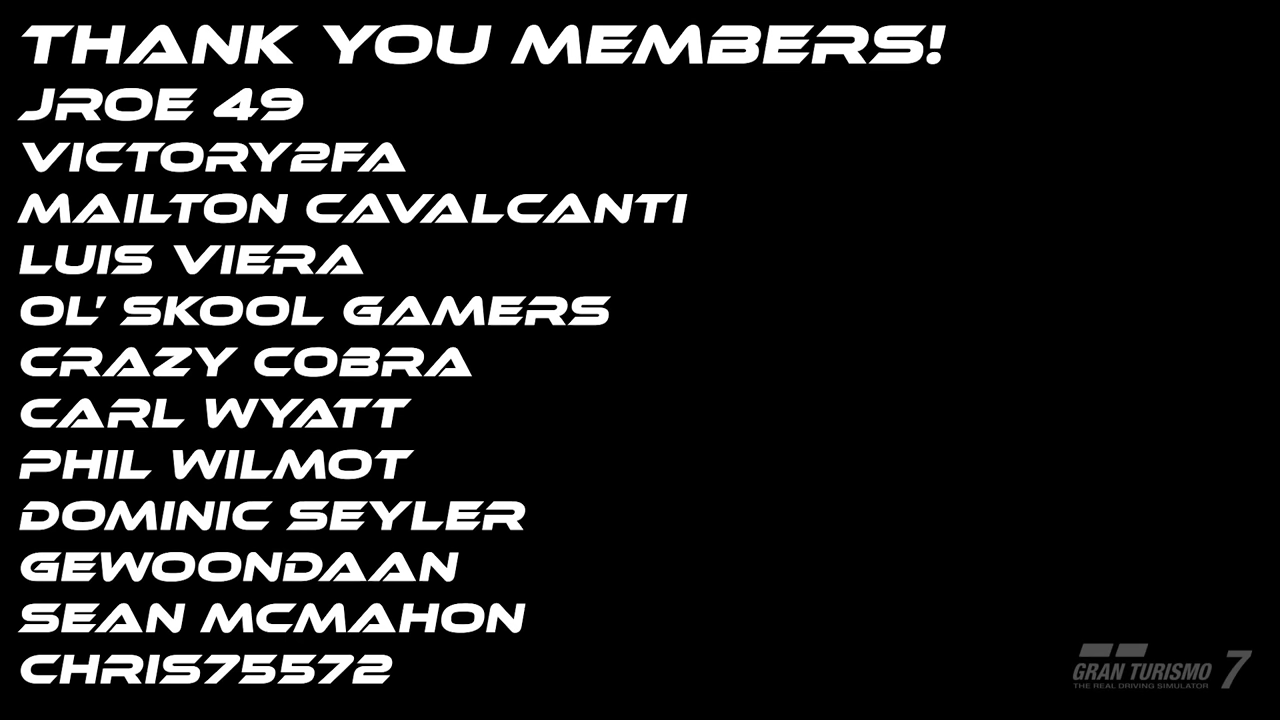 THANK YOU MEMBERS!
JROE 49
VICTORY2FA
MAILTON CAVALCANTI
LUIS VIERA
OL' SKOOL GAMERS
CRAZY COBRA
CARL WYATT
PHIL WILMOT
DOMINIC SEYLER
GEWOONDAAN
SEAN MCMAHON
CHRIS75572
GRAN TURISMO 7
THE REAL DRIVING SIMULATOR